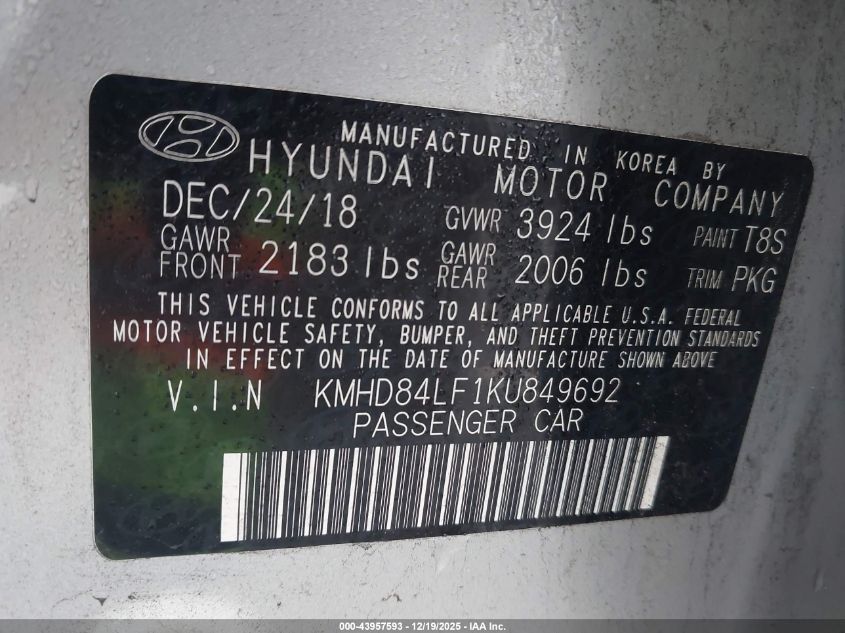 MANUFACTURED IN KOREA BY
HYUNDAI MOTOR COMPANY
DEC/24/18 GVWR 3924 lbs PAINT T8S
GAWR FRONT 2183 lbs GAWR REAR 2006 lbs TRIM PKG
THIS VEHICLE CONFORMS TO ALL APPLICABLE U.S.A. FEDERAL
MOTOR VEHICLE SAFETY, BUMPER, AND THEFT PREVENTION STANDARDS
IN EFFECT ON THE DATE OF MANUFACTURE SHOWN ABOVE
V.I.N KMHD84LF1KU849692
PASSENGER CAR
000-43957593 - 12/19/2025 - IAA Inc.